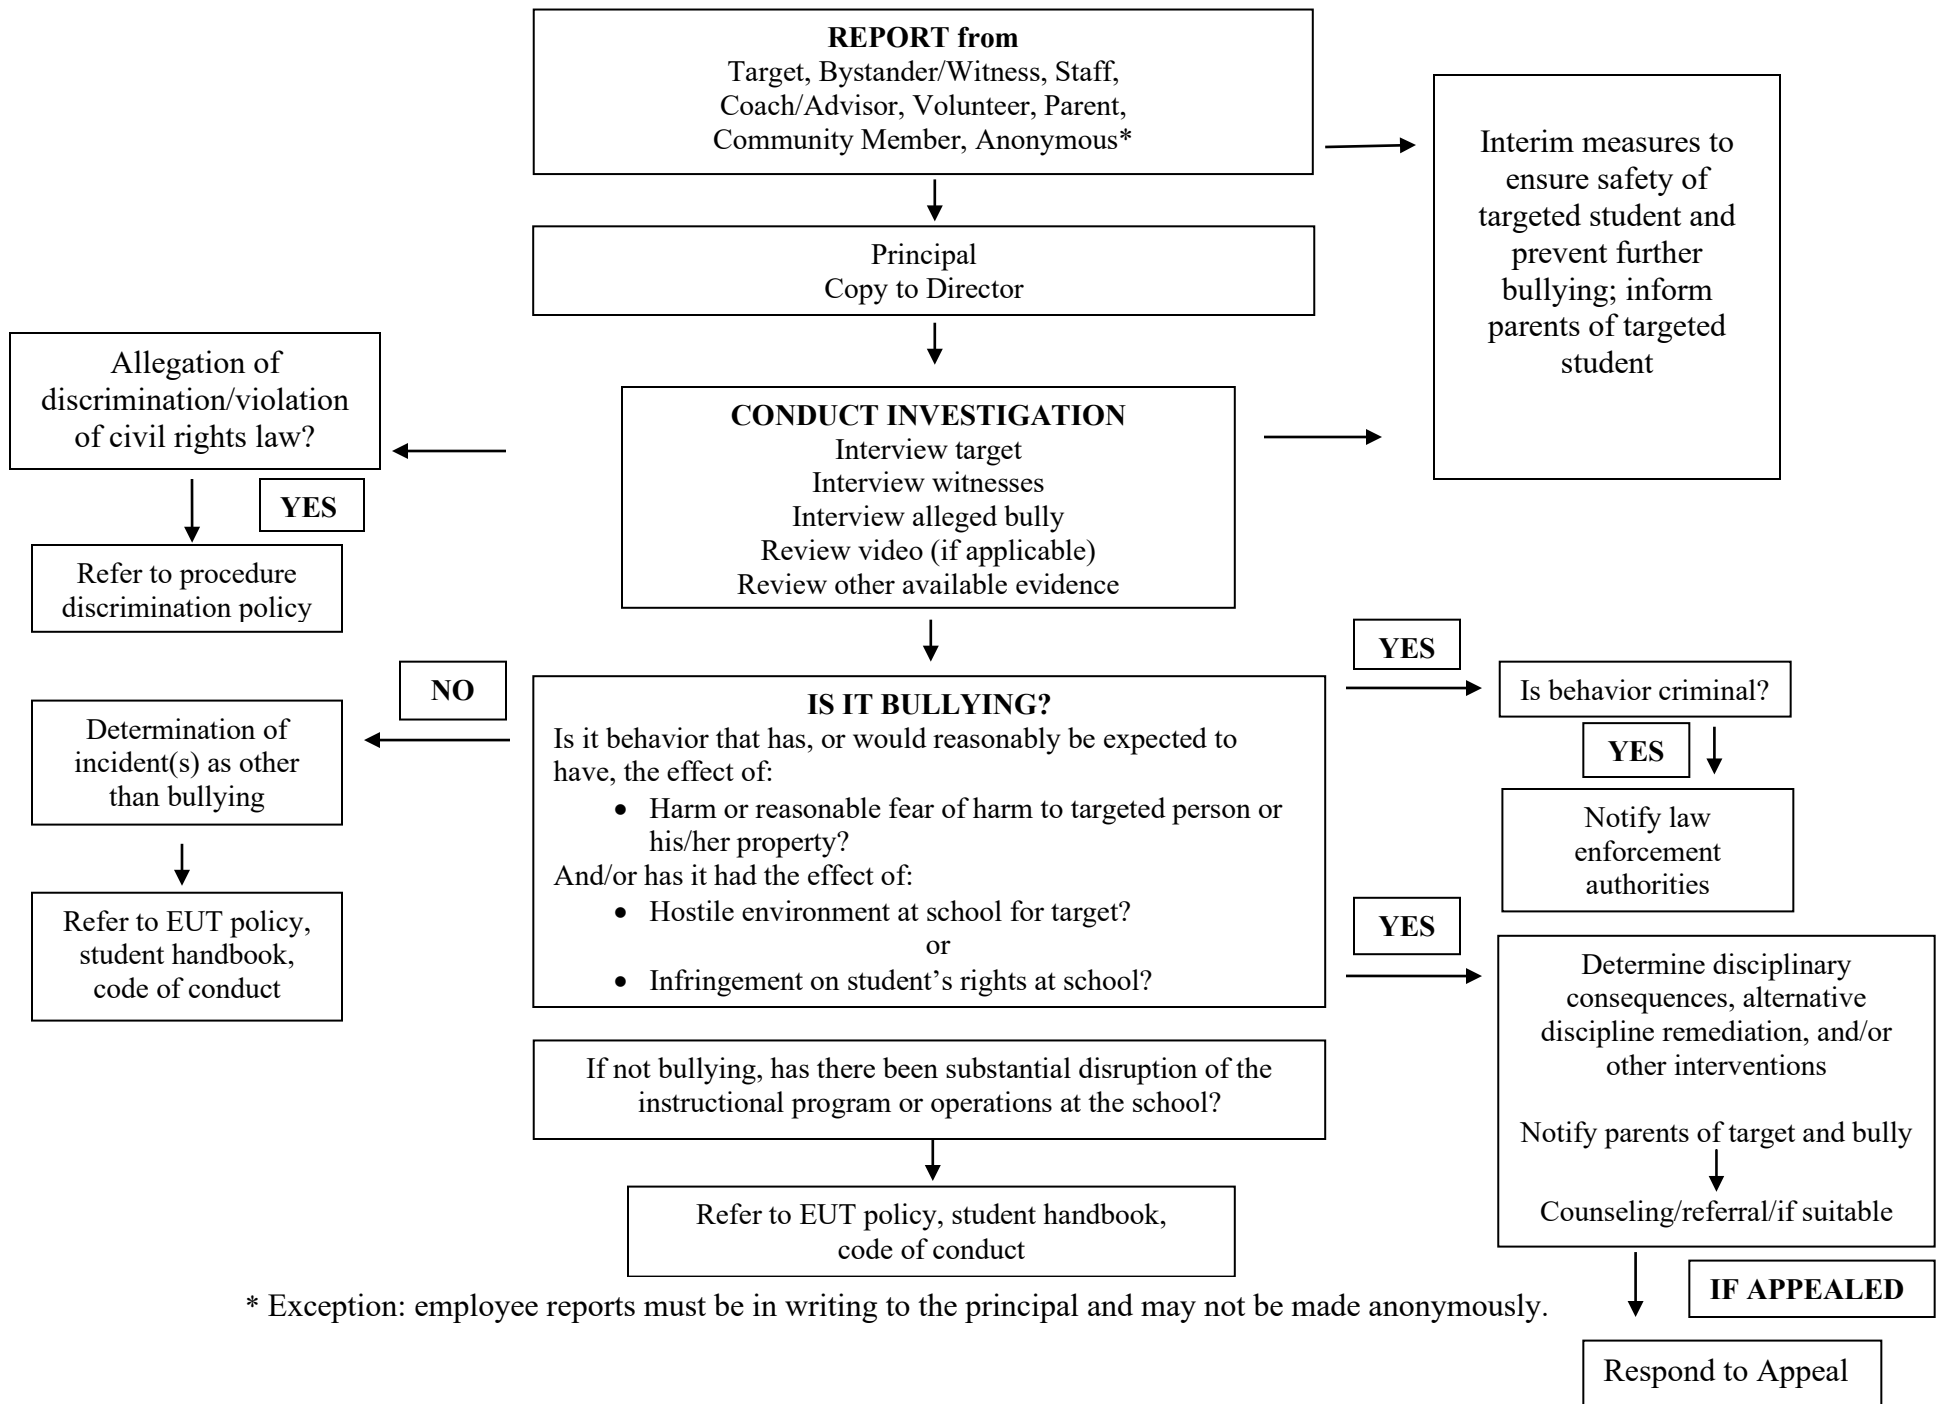 REPORT from
Target, Bystander/Witness, Staff,
Coach/Advisor, Volunteer, Parent,
Community Member, Anonymous*
Interim measures to
ensure safety of
targeted student and
prevent further
bullying; inform
parents of targeted
student
Principal
Copy to Director
Allegation of
discrimination/violation
of civil rights law?
YES
Refer to procedure
discrimination policy
CONDUCT INVESTIGATION
Interview target
Interview witnesses
Interview alleged bully
Review video (if applicable)
Review other available evidence
NO
Determination of
incident(s) as other
than bullying
Refer to EUT policy,
student handbook,
code of conduct
IS IT BULLYING?
Is it behavior that has, or would reasonably be expected to
have, the effect of:
• Harm or reasonable fear of harm to targeted person or
his/her property?
And/or has it had the effect of:
• Hostile environment at school for target?
or
• Infringement on student’s rights at school?
YES
Is behavior criminal?
YES
Notify law
enforcement
authorities
YES
Determine disciplinary
consequences, alternative
discipline remediation, and/or
other interventions
Notify parents of target and bully
Counseling/referral/if suitable
If not bullying, has there been substantial disruption of the
instructional program or operations at the school?
Refer to EUT policy, student handbook,
code of conduct
IF APPEALED
* Exception: employee reports must be in writing to the principal and may not be made anonymously.
Respond to Appeal